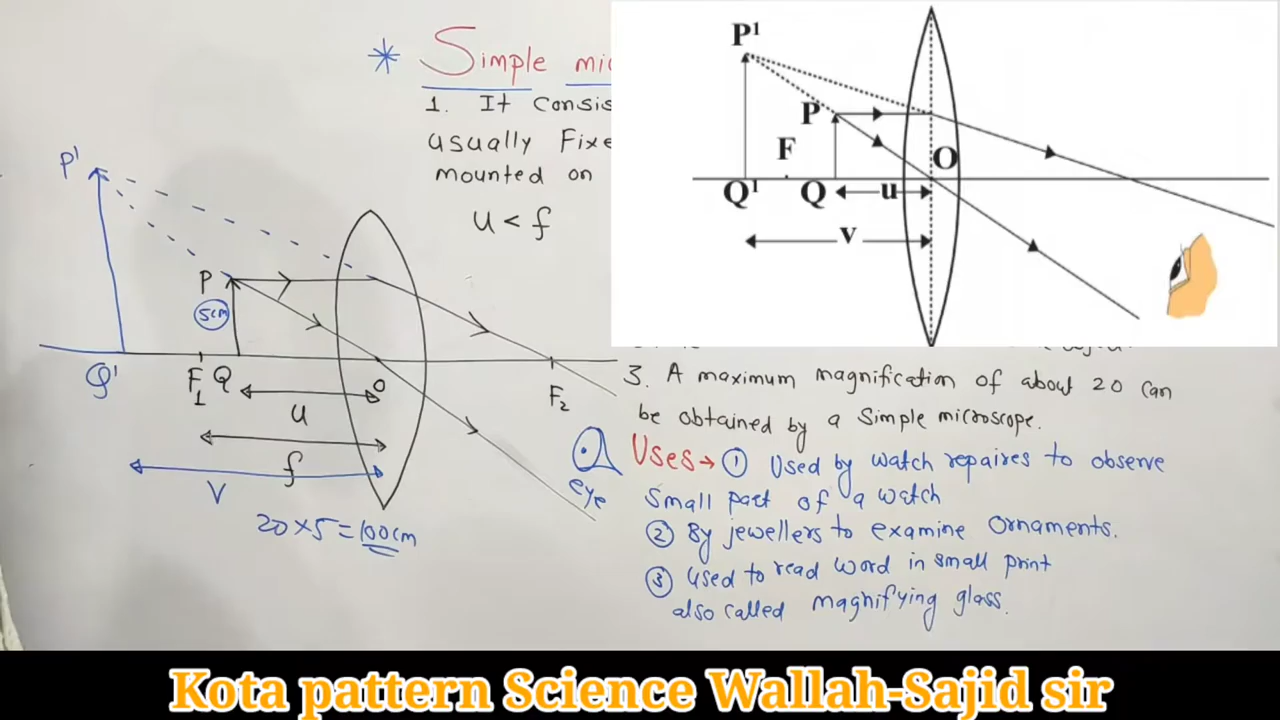 * Simple
1. It Consis
usually Fixe
mounted on
u < f
P'
P
5cm
Q'
F1
Q
O
F2
u
f
v
20 × 5 = 100cm
eye
P¹
P
F
O
Q¹
Q
u
v
3. A maximum magnification of about 20 can
be obtained by a Simple microscope.
Uses → ① Used by watch repaires to observe
small part of a watch
② By jewellers to examine Ornaments.
③ Used to read word in small print
also called magnifying glass.
Kota pattern Science Wallah-Sajid sir